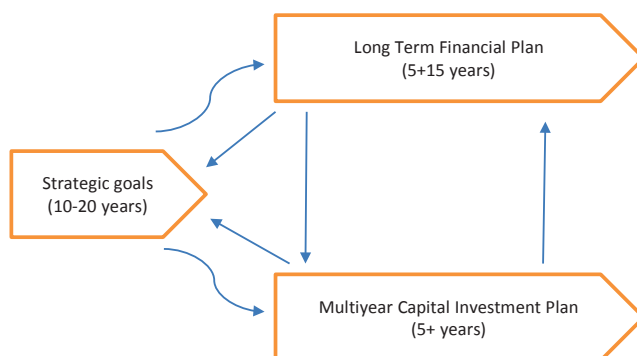 Long Term Financial Plan
(5+15 years)
Strategic goals
(10-20 years)
Multiyear Capital Investment Plan
(5+ years)